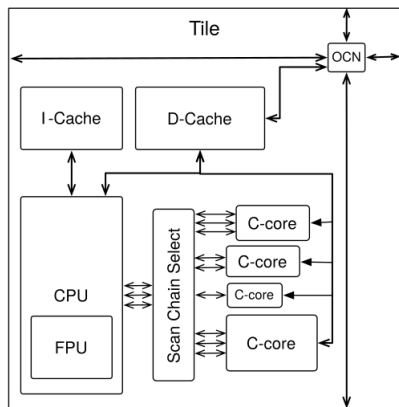 Tile
OCN
I-Cache
D-Cache
CPU
FPU
Scan Chain Select
C-core
C-core
C-core
C-core